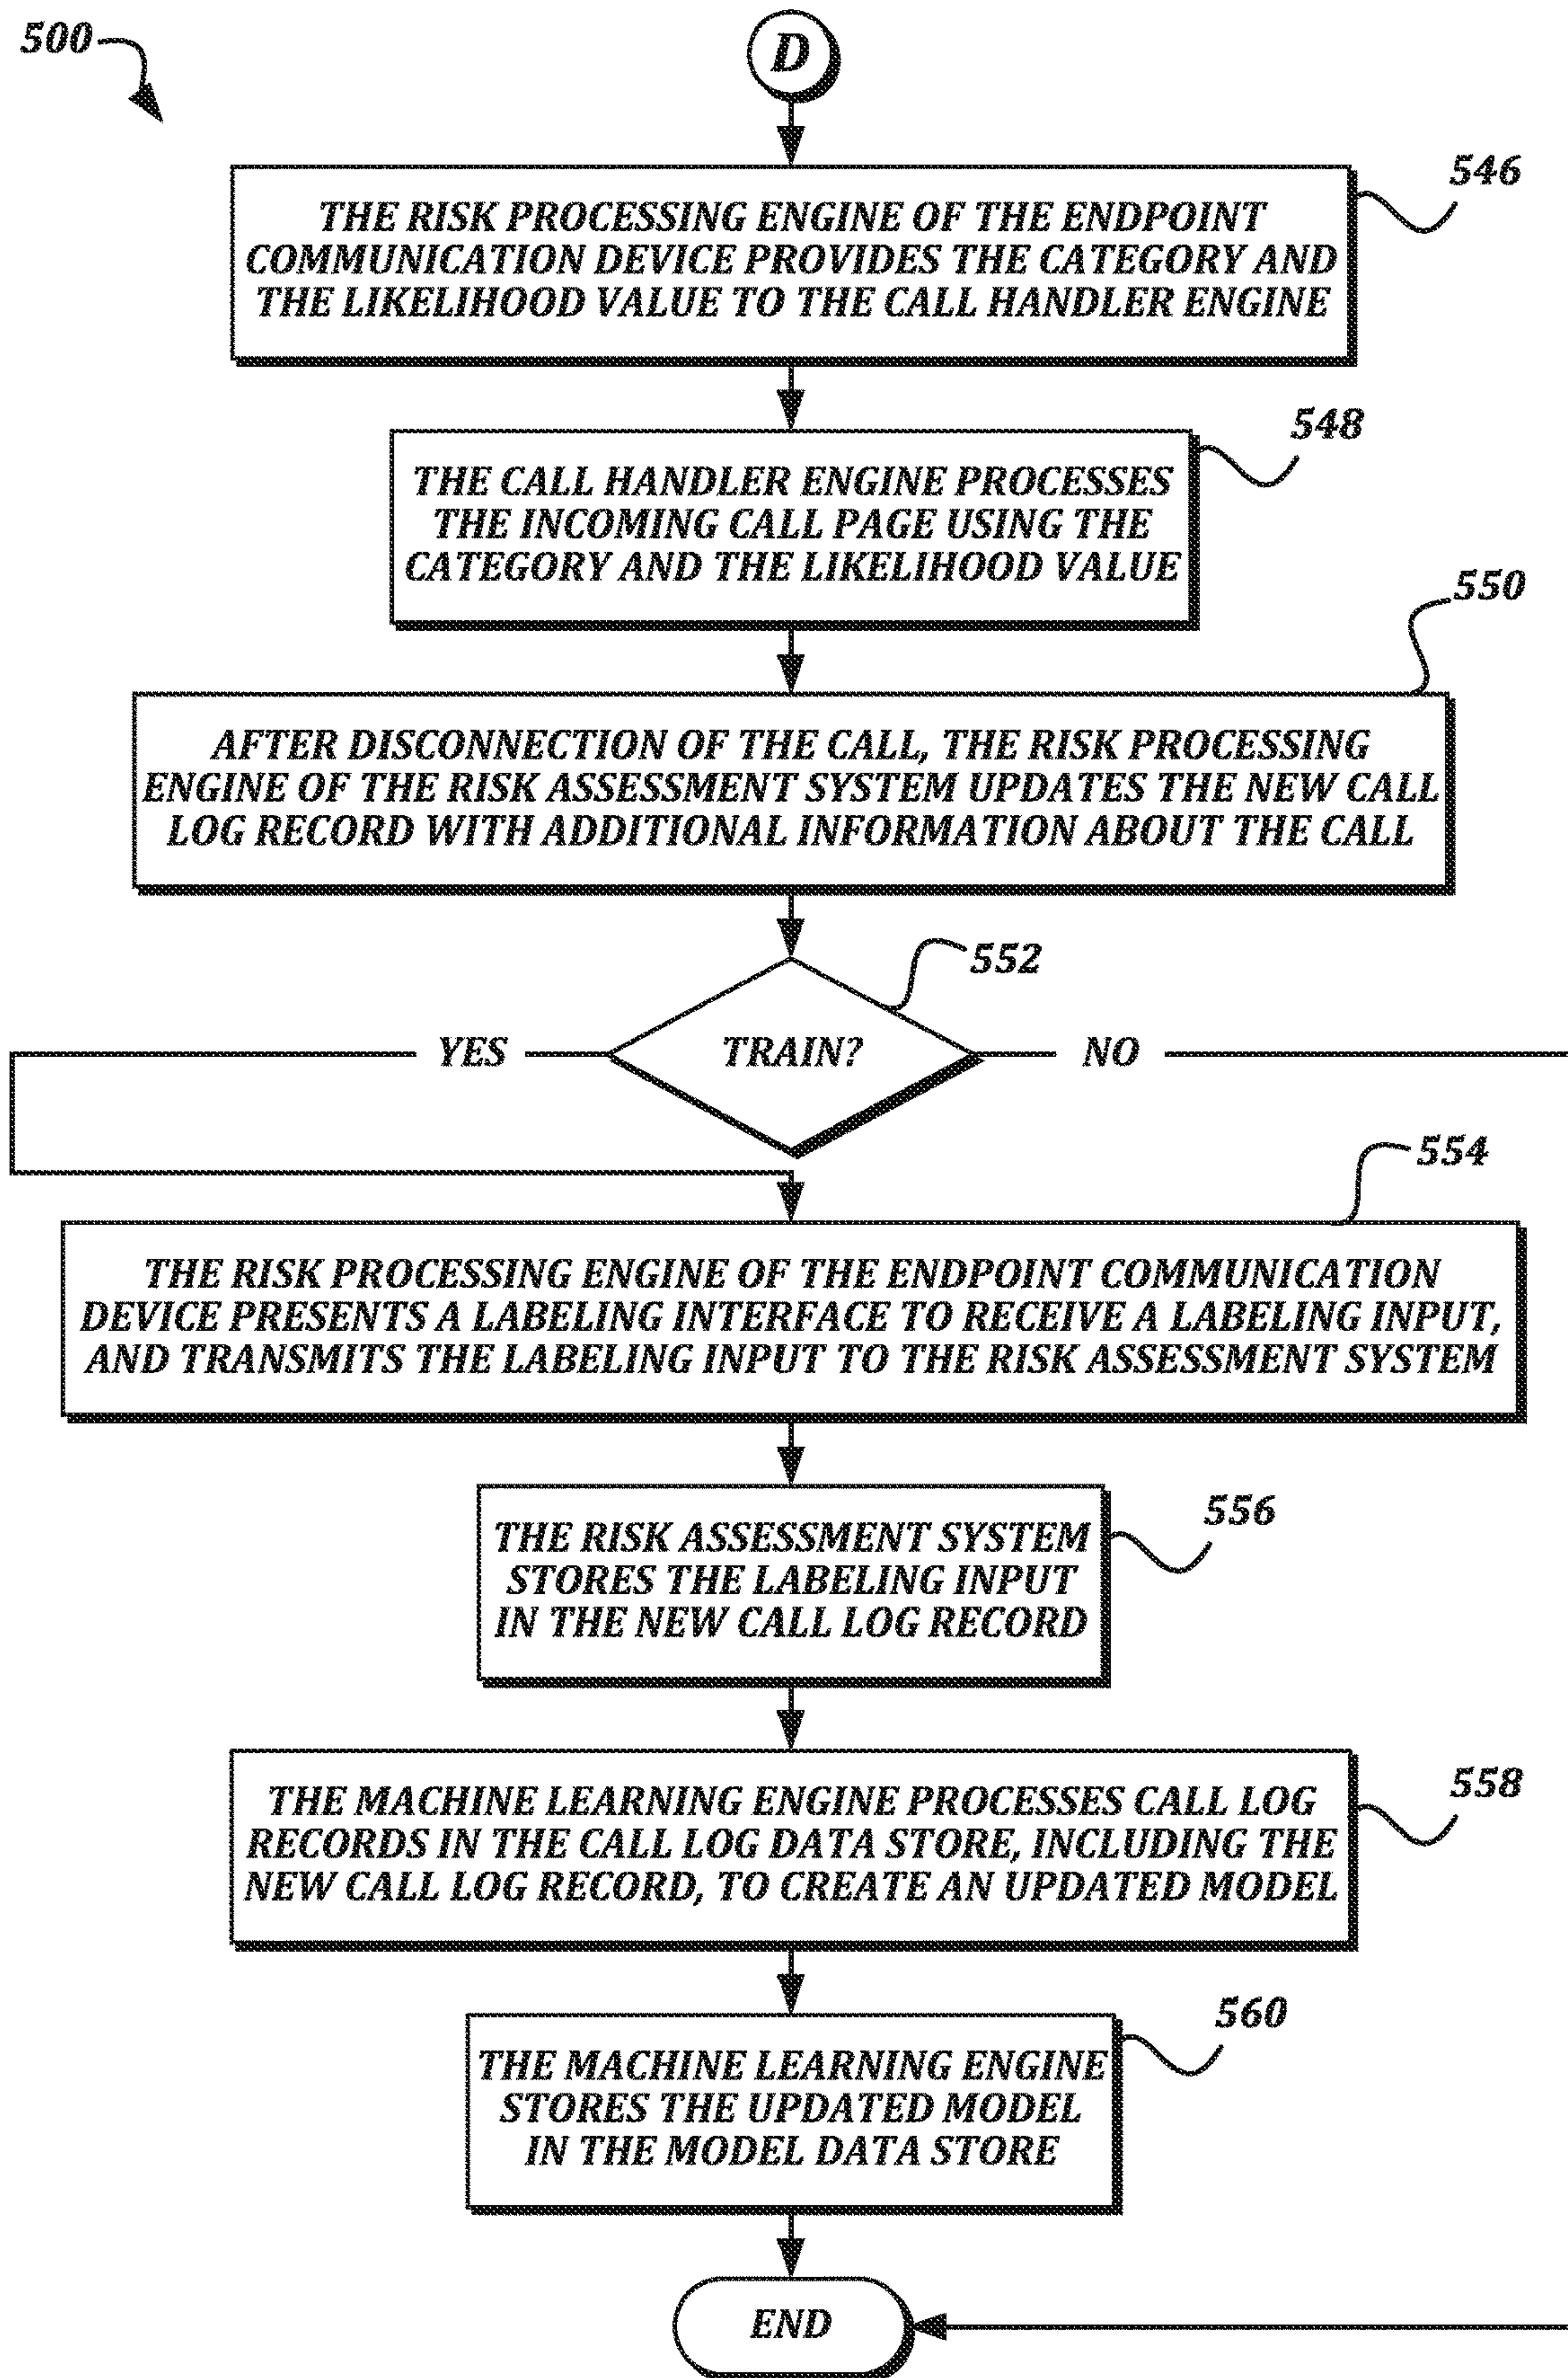 500
D
546
THE RISK PROCESSING ENGINE OF THE ENDPOINT
COMMUNICATION DEVICE PROVIDES THE CATEGORY AND
THE LIKELIHOOD VALUE TO THE CALL HANDLER ENGINE
548
THE CALL HANDLER ENGINE PROCESSES
THE INCOMING CALL PAGE USING THE
CATEGORY AND THE LIKELIHOOD VALUE
550
AFTER DISCONNECTION OF THE CALL, THE RISK PROCESSING
ENGINE OF THE RISK ASSESSMENT SYSTEM UPDATES THE NEW CALL
LOG RECORD WITH ADDITIONAL INFORMATION ABOUT THE CALL
552
YES
TRAIN?
NO
554
THE RISK PROCESSING ENGINE OF THE ENDPOINT COMMUNICATION
DEVICE PRESENTS A LABELING INTERFACE TO RECEIVE A LABELING INPUT,
AND TRANSMITS THE LABELING INPUT TO THE RISK ASSESSMENT SYSTEM
556
THE RISK ASSESSMENT SYSTEM
STORES THE LABELING INPUT
IN THE NEW CALL LOG RECORD
558
THE MACHINE LEARNING ENGINE PROCESSES CALL LOG
RECORDS IN THE CALL LOG DATA STORE, INCLUDING THE
NEW CALL LOG RECORD, TO CREATE AN UPDATED MODEL
560
THE MACHINE LEARNING ENGINE
STORES THE UPDATED MODEL
IN THE MODEL DATA STORE
END